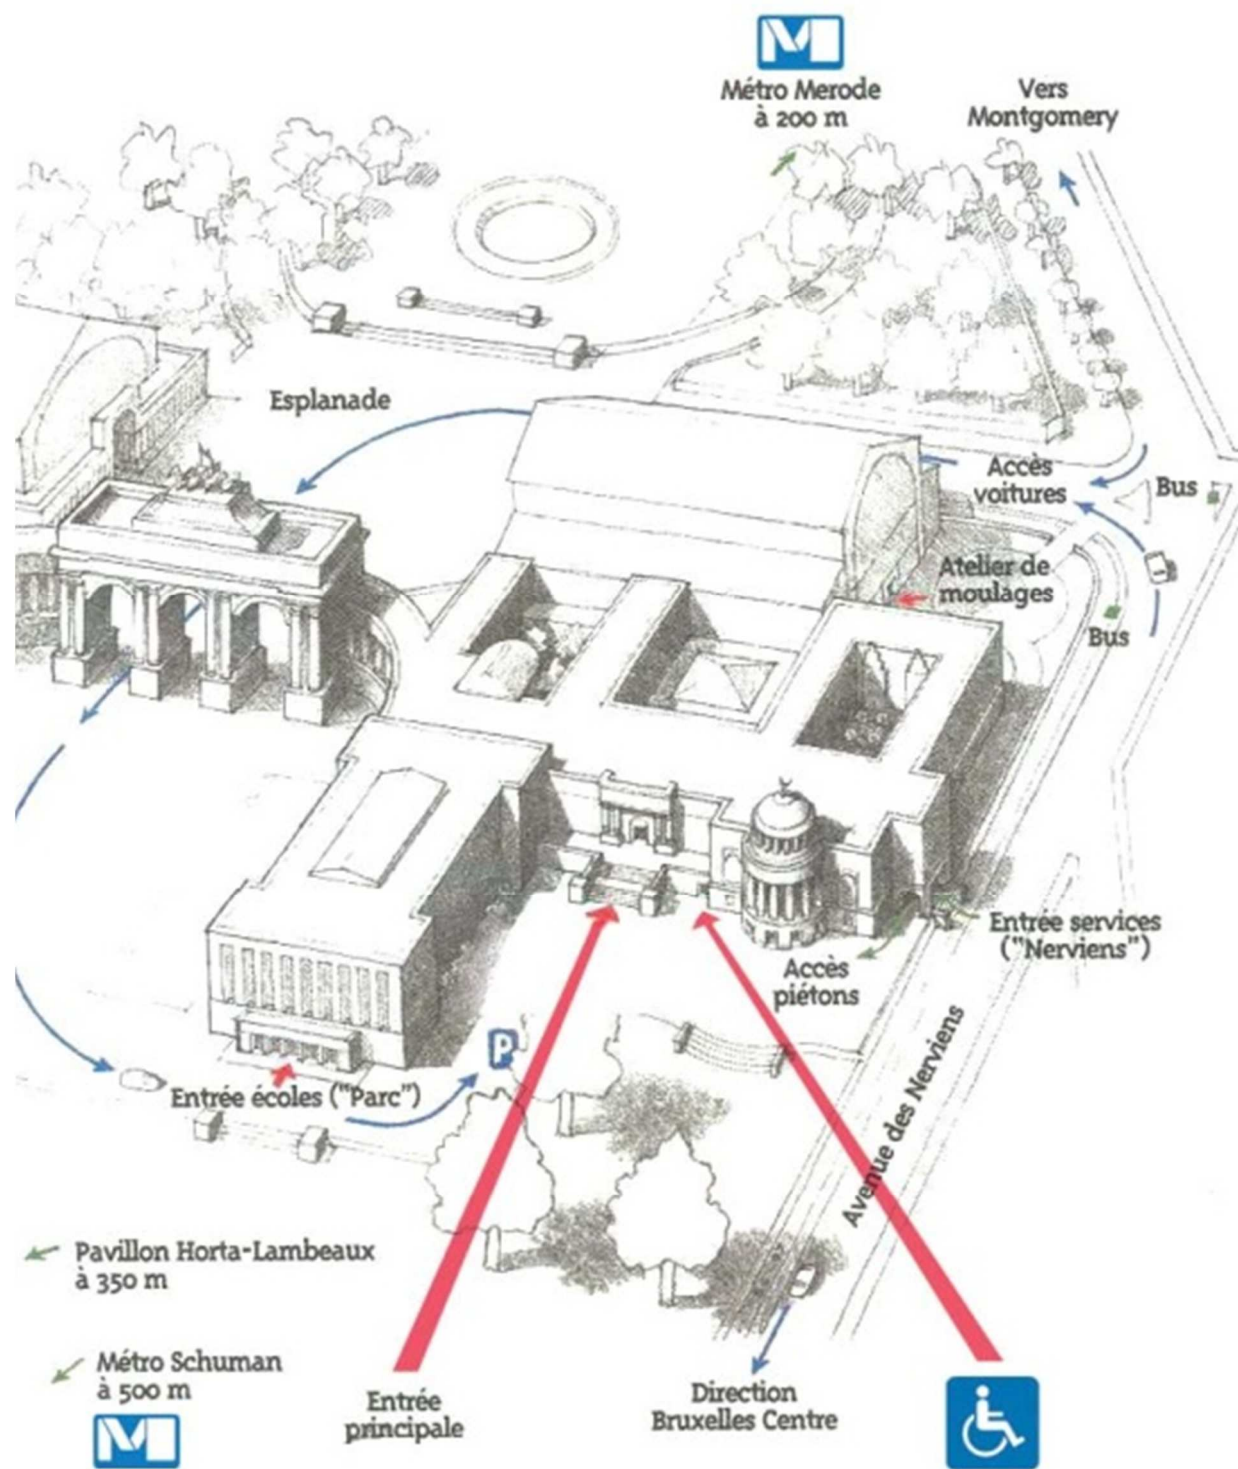 Métro Merode
à 200 m
Vers
Montgomery
Esplanade
Accès
voitures
Bus
Atelier de
moulages
Bus
Entrée services
("Nerviens")
Accès
piétons
P
Entrée écoles ("Parc")
Avenue des Nerviens
Pavillon Horta-Lambeaux
à 350 m
Métro Schuman
à 500 m
M
Entrée
principale
Direction
Bruxelles Centre
M